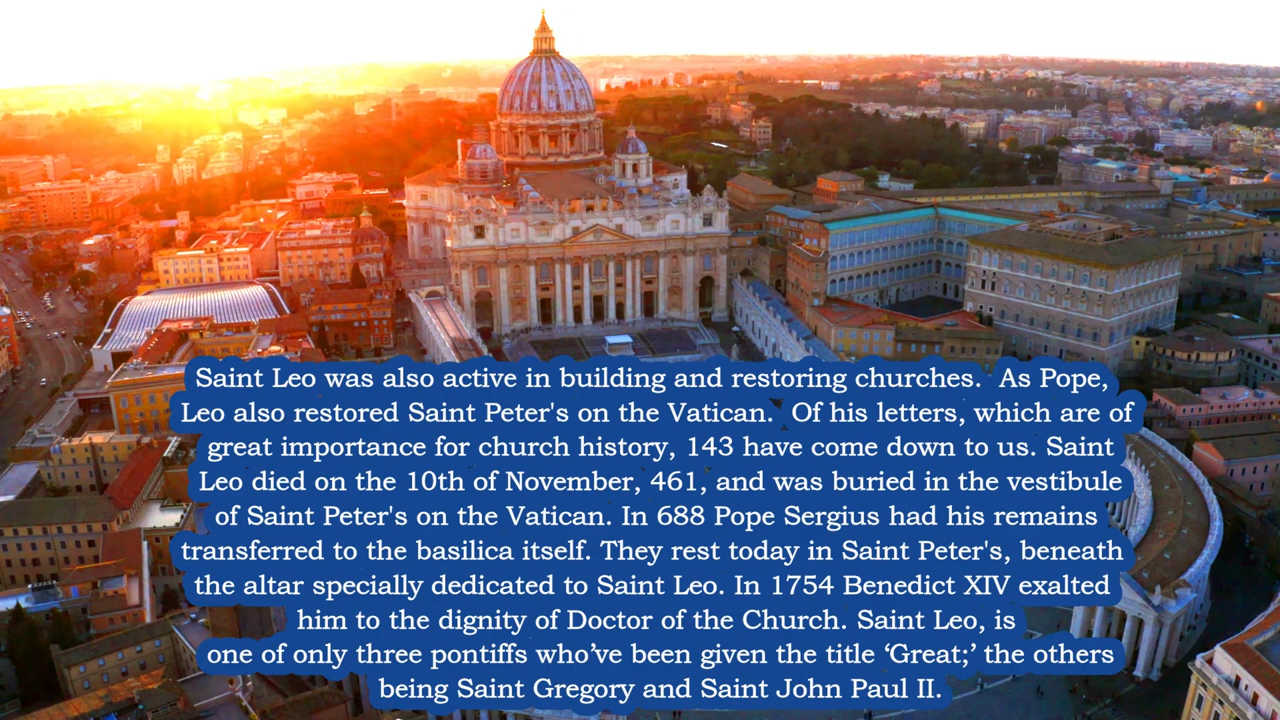 Saint Leo was also active in building and restoring churches.  As Pope,
Leo also restored Saint Peter's on the Vatican.  Of his letters, which are of
great importance for church history, 143 have come down to us. Saint
Leo died on the 10th of November, 461, and was buried in the vestibule
of Saint Peter's on the Vatican. In 688 Pope Sergius had his remains
transferred to the basilica itself. They rest today in Saint Peter's, beneath
the altar specially dedicated to Saint Leo. In 1754 Benedict XIV exalted
him to the dignity of Doctor of the Church. Saint Leo, is
one of only three pontiffs who’ve been given the title ‘Great;’ the others
being Saint Gregory and Saint John Paul II.